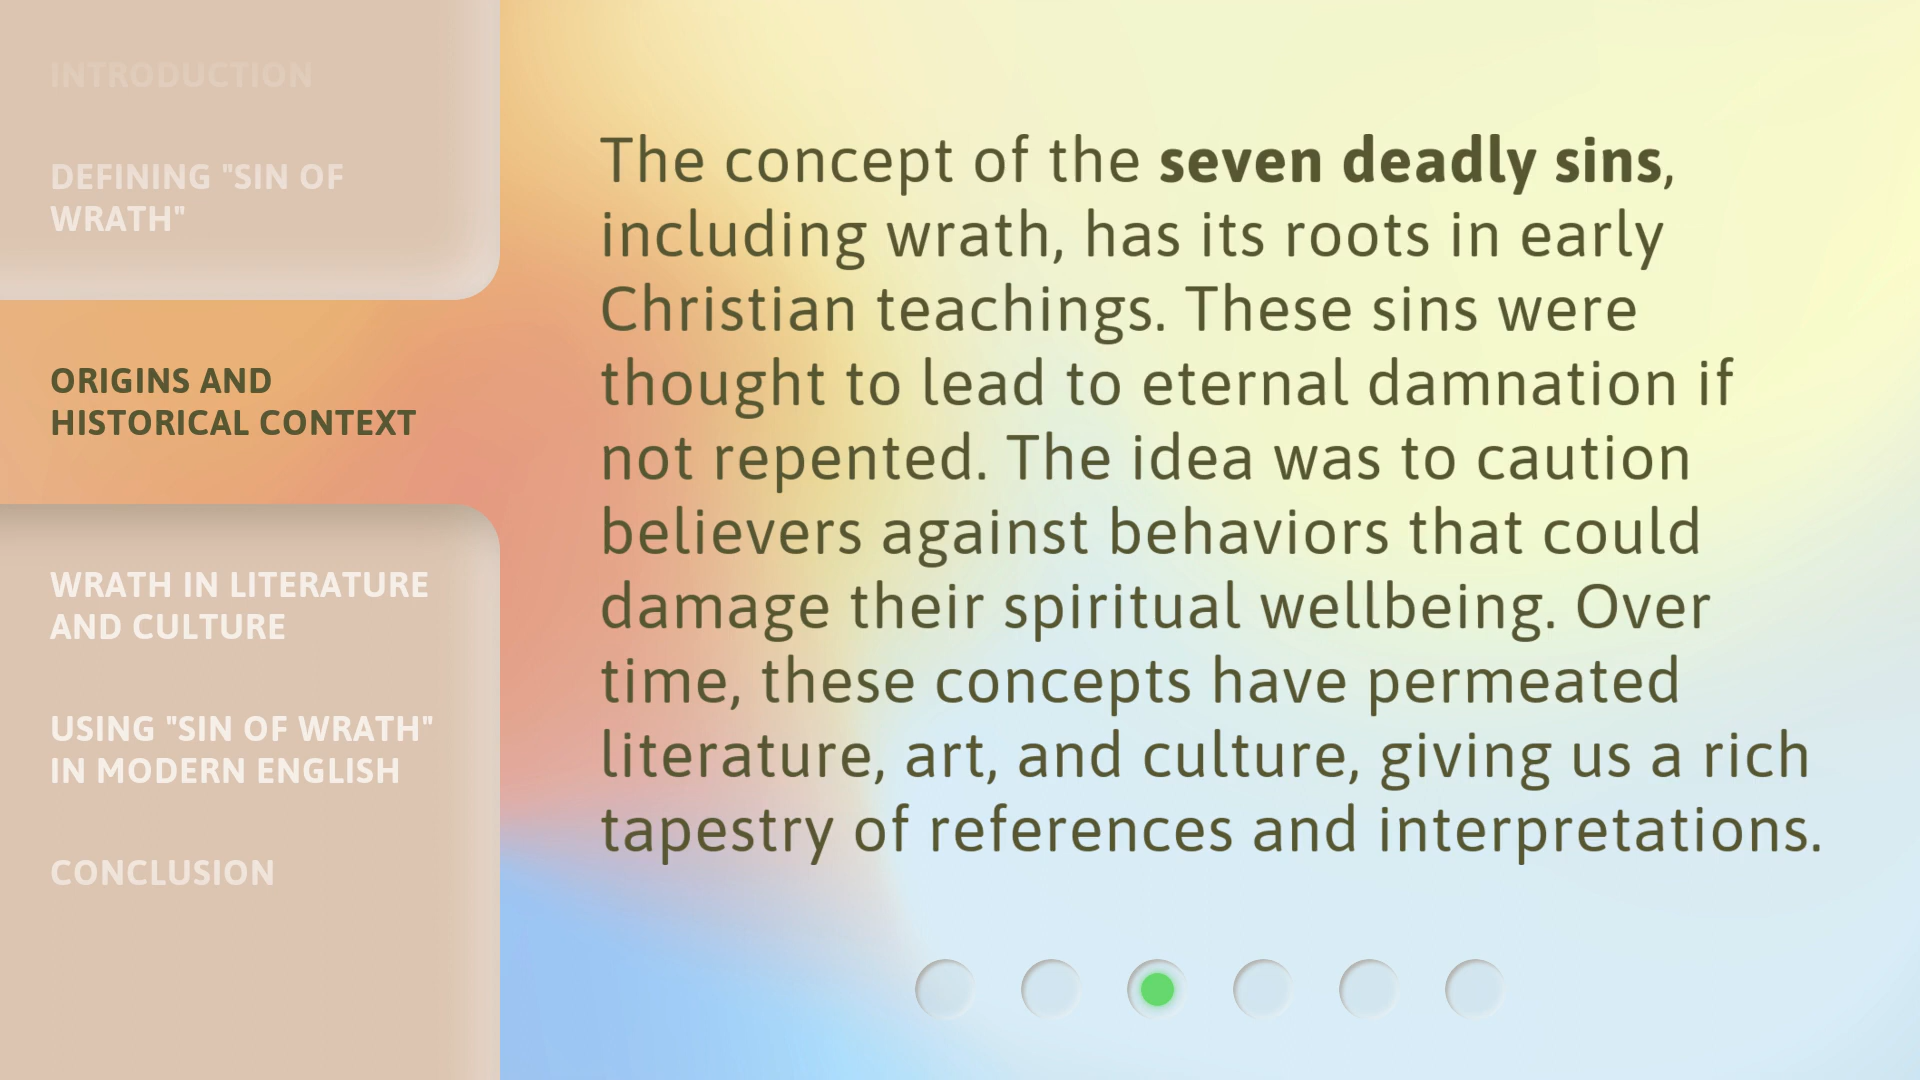 INTRODUCTION
DEFINING "SIN OF
WRATH"
ORIGINS AND
HISTORICAL CONTEXT
WRATH IN LITERATURE
AND CULTURE
USING "SIN OF WRATH"
IN MODERN ENGLISH
CONCLUSION
The concept of the seven deadly sins,
including wrath, has its roots in early
Christian teachings. These sins were
thought to lead to eternal damnation if
not repented. The idea was to caution
believers against behaviors that could
damage their spiritual wellbeing. Over
time, these concepts have permeated
literature, art, and culture, giving us a rich
tapestry of references and interpretations.